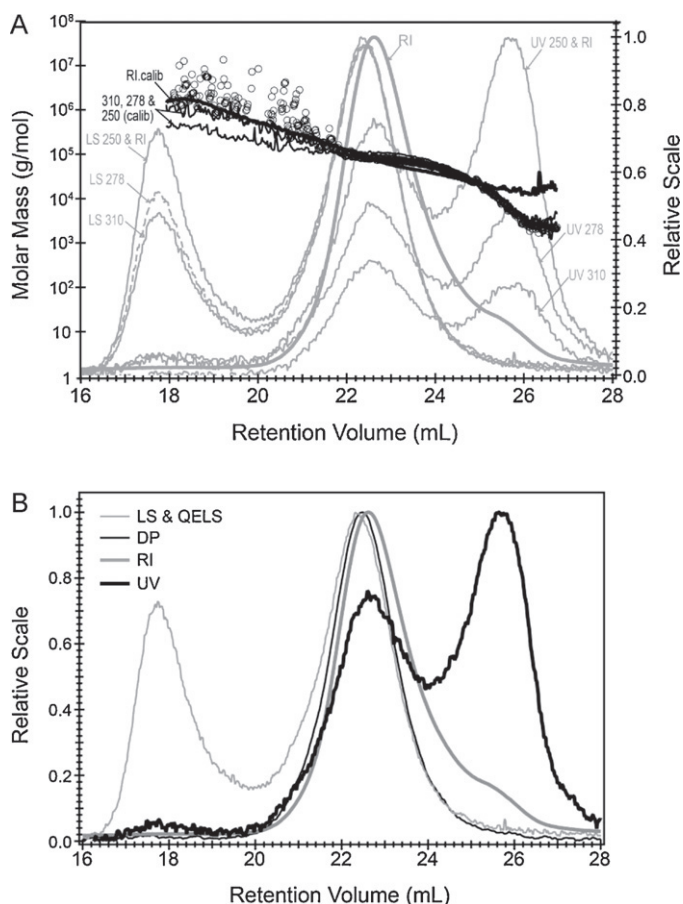 A
10⁸
10⁷
10⁶
10⁵
10⁴
10³
10²
10
1
Molar Mass (g/mol)
RI.calib
310, 278 &
250 (calib)
LS 250 & RI
LS 278
LS 310
RI
UV 250 & RI
UV 278
UV 310
1.0
0.8
0.6
0.4
0.2
0.0
Relative Scale
16 18 20 22 24 26 28
Retention Volume (mL)
B
LS & QELS
DP
RI
UV
1.0
0.8
0.6
0.4
0.2
0.0
Relative Scale
16 18 20 22 24 26 28
Retention Volume (mL)